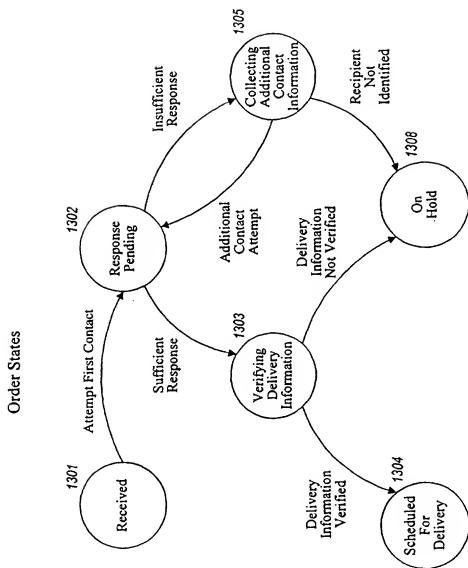 Order States
1301
Received
Attempt First Contact
1302
Response
Pending
Insufficient
Response
1305
Collecting
Additional
Contact
Information
Additional
Contact
Attempt
Sufficient
Response
1303
Verifying
Delivery
Information
Recipient
Not
Identified
Delivery
Information
Not Verified
1308
On
Hold
Delivery
Information
Verified
1304
Scheduled
For
Delivery